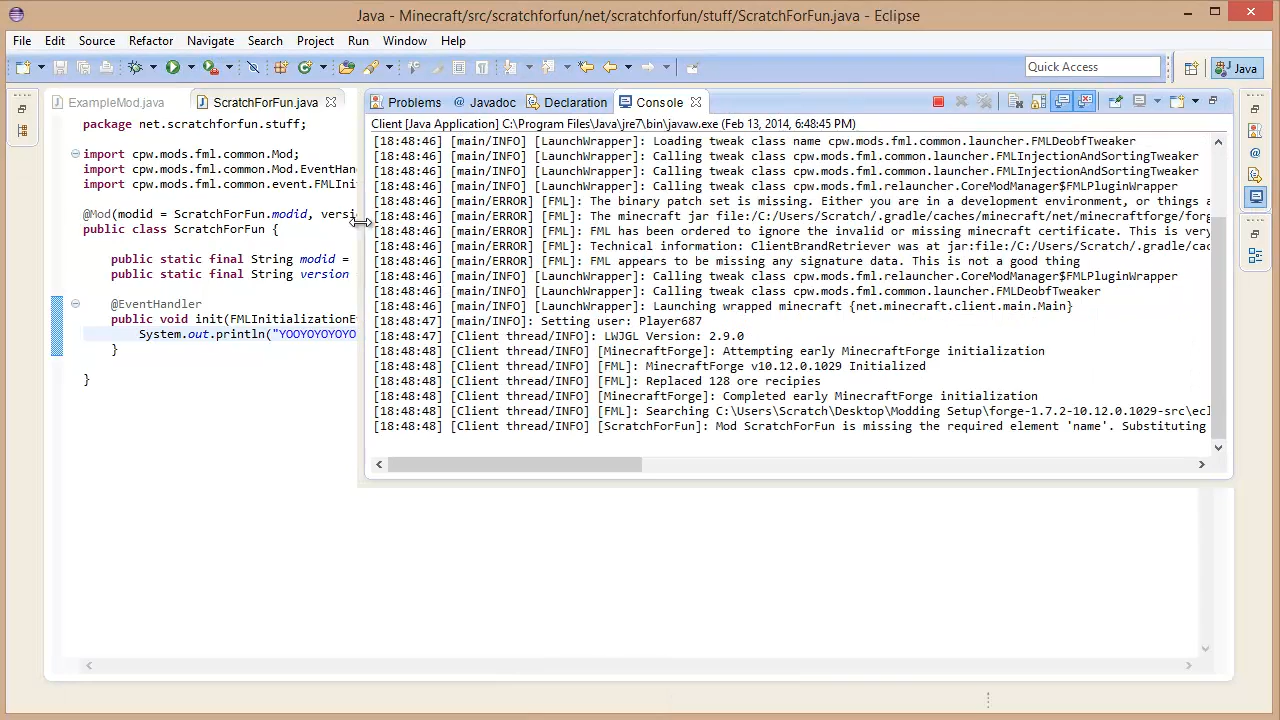 Java - Minecraft/src/scratchforfun/net/scratchforfun/stuff/ScratchForFun.java - Eclipse
File Edit Source Refactor Navigate Search Project Run Window Help
Quick Access
Java
ExampleMod.java
ScratchForFun.java
package net.scratchforfun.stuff;
import cpw.mods.fml.common.Mod;
import cpw.mods.fml.common.Mod.EventHan
import cpw.mods.fml.common.event.FMLIni
@Mod(modid = ScratchForFun.modid, versi
public class ScratchForFun {
public static final String modid =
public static final String version
@EventHandler
public void init(FMLInitializationE
System.out.println("YOOYOYOYOYO
}
}
Problems @ Javadoc Declaration Console
Client [Java Application] C:\Program Files\Java\jre7\bin\javaw.exe (Feb 13, 2014, 6:48:45 PM)
[18:48:46] [main/INFO] [LaunchWrapper]: Loading tweak class name cpw.mods.fml.common.launcher.FMLDeobfTweaker
[18:48:46] [main/INFO] [LaunchWrapper]: Calling tweak class cpw.mods.fml.common.launcher.FMLInjectionAndSortingTweaker
[18:48:46] [main/INFO] [LaunchWrapper]: Calling tweak class cpw.mods.fml.common.launcher.FMLInjectionAndSortingTweaker
[18:48:46] [main/INFO] [LaunchWrapper]: Calling tweak class cpw.mods.fml.relauncher.CoreModManager$FMLPluginWrapper
[18:48:46] [main/ERROR] [FML]: The binary patch set is missing. Either you are in a development environment, or things a
[18:48:46] [main/ERROR] [FML]: The minecraft jar file:/C:/Users/Scratch/.gradle/caches/minecraft/net/minecraftforge/forg
[18:48:46] [main/ERROR] [FML]: FML has been ordered to ignore the invalid or missing minecraft certificate. This is very
[18:48:46] [main/ERROR] [FML]: Technical information: ClientBrandRetriever was at jar:file:/C:/Users/Scratch/.gradle/cac
[18:48:46] [main/ERROR] [FML]: FML appears to be missing any signature data. This is not a good thing
[18:48:46] [main/INFO] [LaunchWrapper]: Calling tweak class cpw.mods.fml.relauncher.CoreModManager$FMLPluginWrapper
[18:48:46] [main/INFO] [LaunchWrapper]: Calling tweak class cpw.mods.fml.common.launcher.FMLDeobfTweaker
[18:48:46] [main/INFO] [LaunchWrapper]: Launching wrapped minecraft {net.minecraft.client.main.Main}
[18:48:47] [main/INFO]: Setting user: Player687
[18:48:47] [Client thread/INFO]: LWJGL Version: 2.9.0
[18:48:48] [Client thread/INFO] [MinecraftForge]: Attempting early MinecraftForge initialization
[18:48:48] [Client thread/INFO] [FML]: MinecraftForge v10.12.0.1029 Initialized
[18:48:48] [Client thread/INFO] [FML]: Replaced 128 ore recipies
[18:48:48] [Client thread/INFO] [MinecraftForge]: Completed early MinecraftForge initialization
[18:48:48] [Client thread/INFO] [FML]: Searching C:\Users\Scratch\Desktop\Modding Setup\forge-1.7.2-10.12.0.1029-src\ecl
[18:48:48] [Client thread/INFO] [ScratchForFun]: Mod ScratchForFun is missing the required element 'name'. Substituting